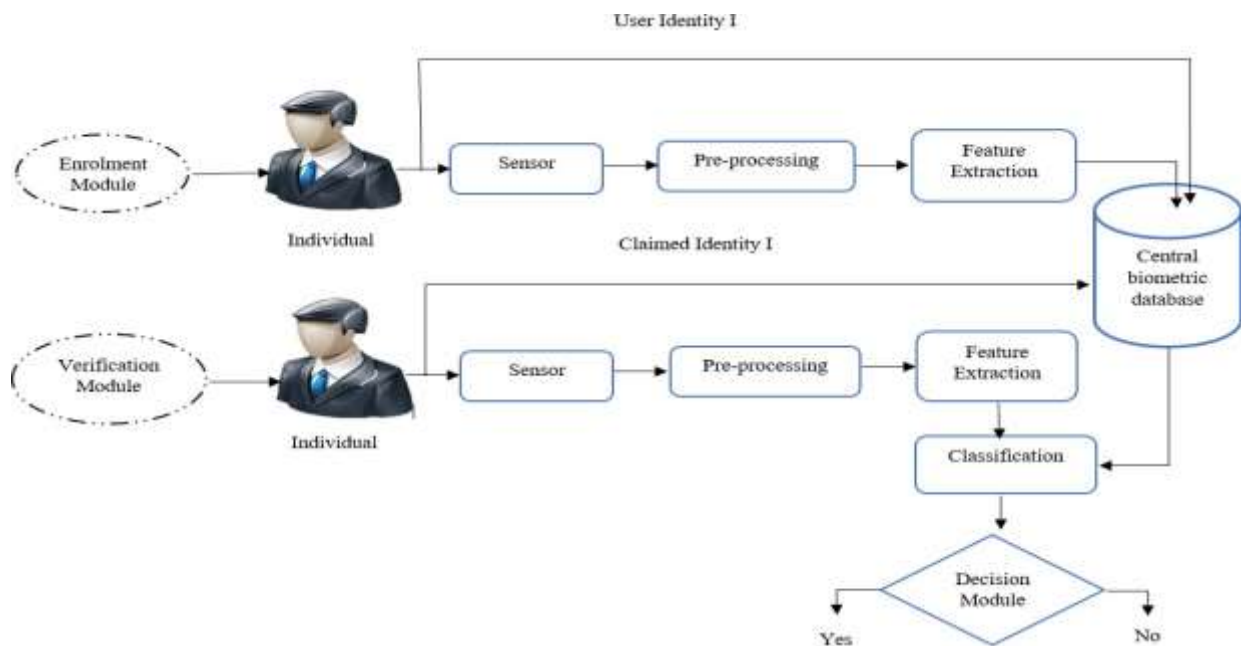 User Identity I
Enrolment
Module
Individual
Sensor
Pre-processing
Feature
Extraction
Central
biometric
database
Claimed Identity I
Verification
Module
Individual
Sensor
Pre-processing
Feature
Extraction
Classification
Decision
Module
Yes
No